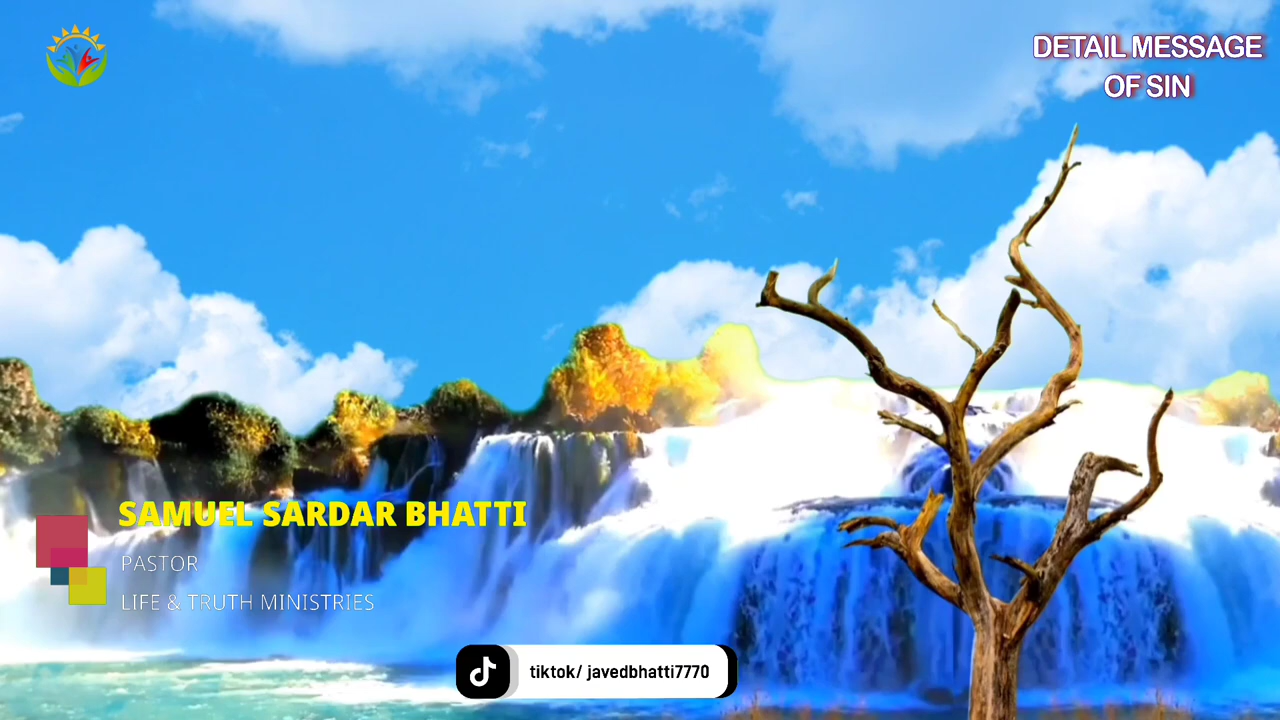 DETAIL MESSAGE
OF SIN
SAMUEL SARDAR BHATTI
PASTOR
LIFE & TRUTH MINISTRIES
tiktok/ javedbhatti7770